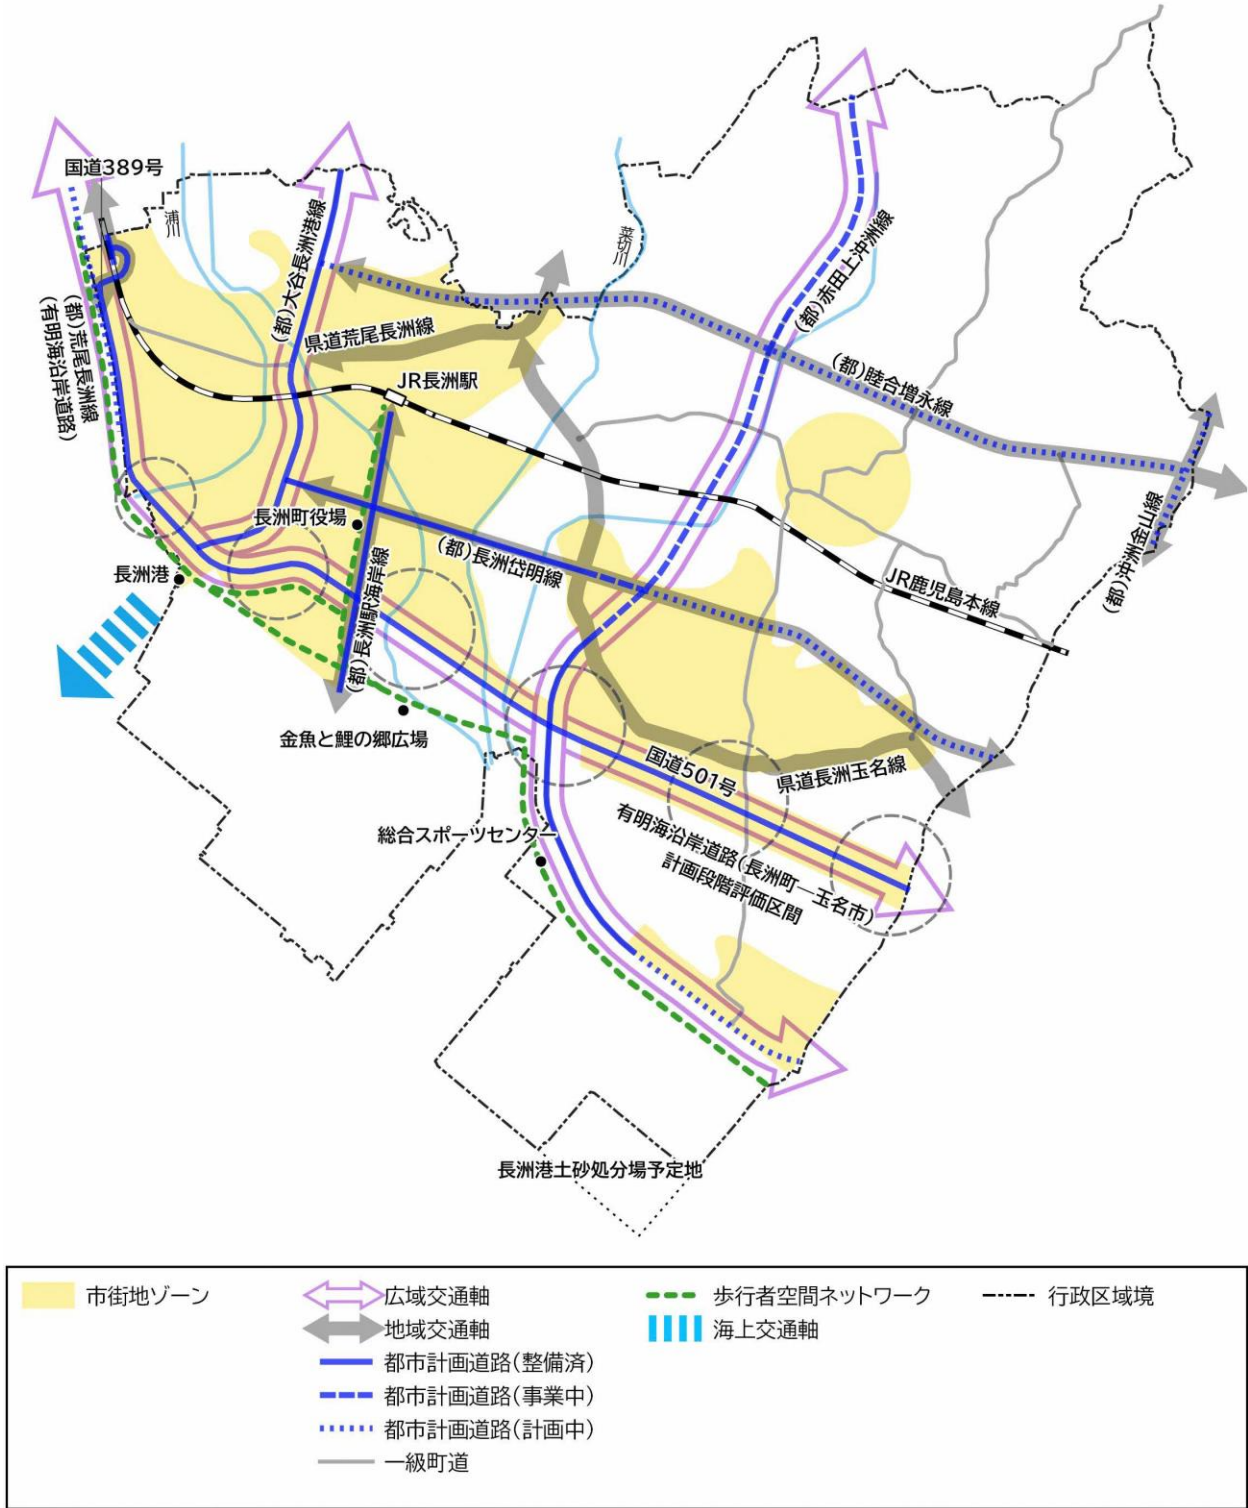 国道389号
浦川
菜切川
(都)大谷長洲港線
(都)赤田上沖洲線
(都)荒尾長洲線
(有明海沿岸道路)
県道荒尾長洲線
JR長洲駅
(都)睦合増永線
長洲町役場
(都)長洲岱明線
(都)沖洲金山線
長洲港
JR鹿児島本線
(都)長洲駅海岸線
金魚と鯉の郷広場
国道501号
県道長洲玉名線
総合スポーツセンター
有明海沿岸道路(長洲町―玉名市)
計画段階評価区間
長洲港土砂処分場予定地
市街地ゾーン
広域交通軸
地域交通軸
都市計画道路(整備済)
都市計画道路(事業中)
都市計画道路(計画中)
一級町道
歩行者空間ネットワーク
海上交通軸
行政区域境